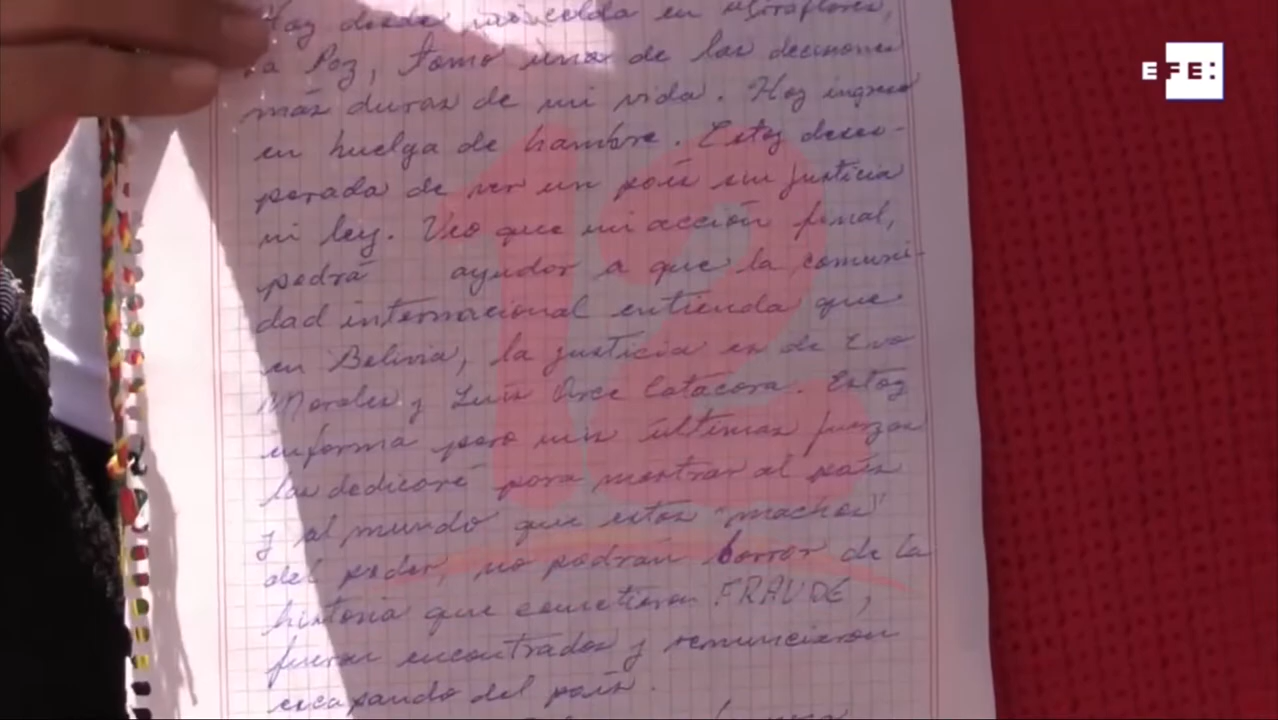 Hoy desde mi celda en Miraflores,
La Paz, tomo una de las decisiones
más duras de mi vida. Hoy ingreso
en huelga de hambre. Estoy deses-
perada de ver un país sin justicia
ni ley. Veo que mi acción final,
podrá ayudar a que la comuni-
dad internacional entienda que
en Bolivia, la justicia es de Evo
Morales y Luis Arce Catacora. Estoy
enferma pero mis últimas fuerzas
las dedicaré para mostrar al país
y al mundo que estos "machos"
del poder, no podrán borrar de la
historia que cometieron FRAUDE,
fueron encontrados y renunciaron
escapando del país.
12
EFE: